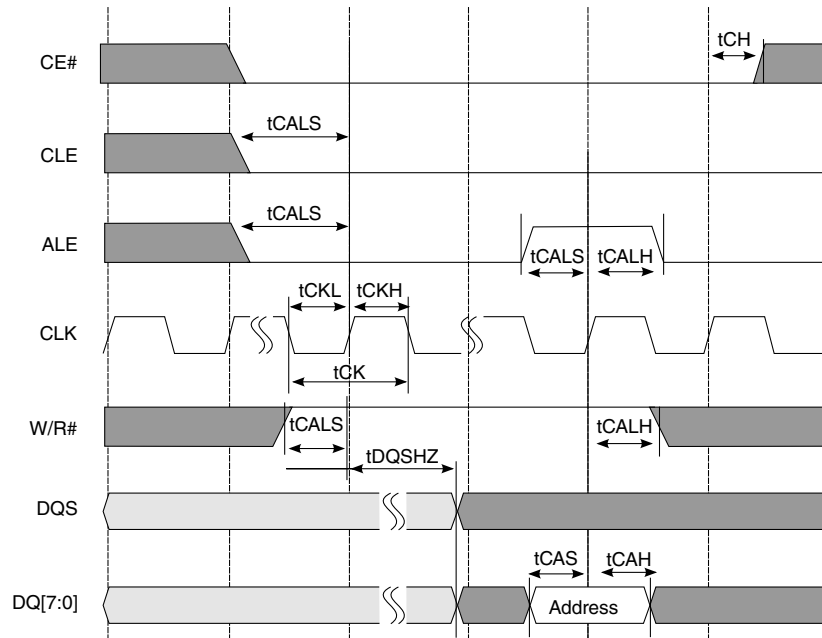 tCH
CE#
tCALS
CLE
tCALS
ALE
tCALS tCALH
tCKL tCKH
CLK
tCK
W/R#
tCALS tCALH
tDQSHZ
DQS
tCAS tCAH
DQ[7:0] Address